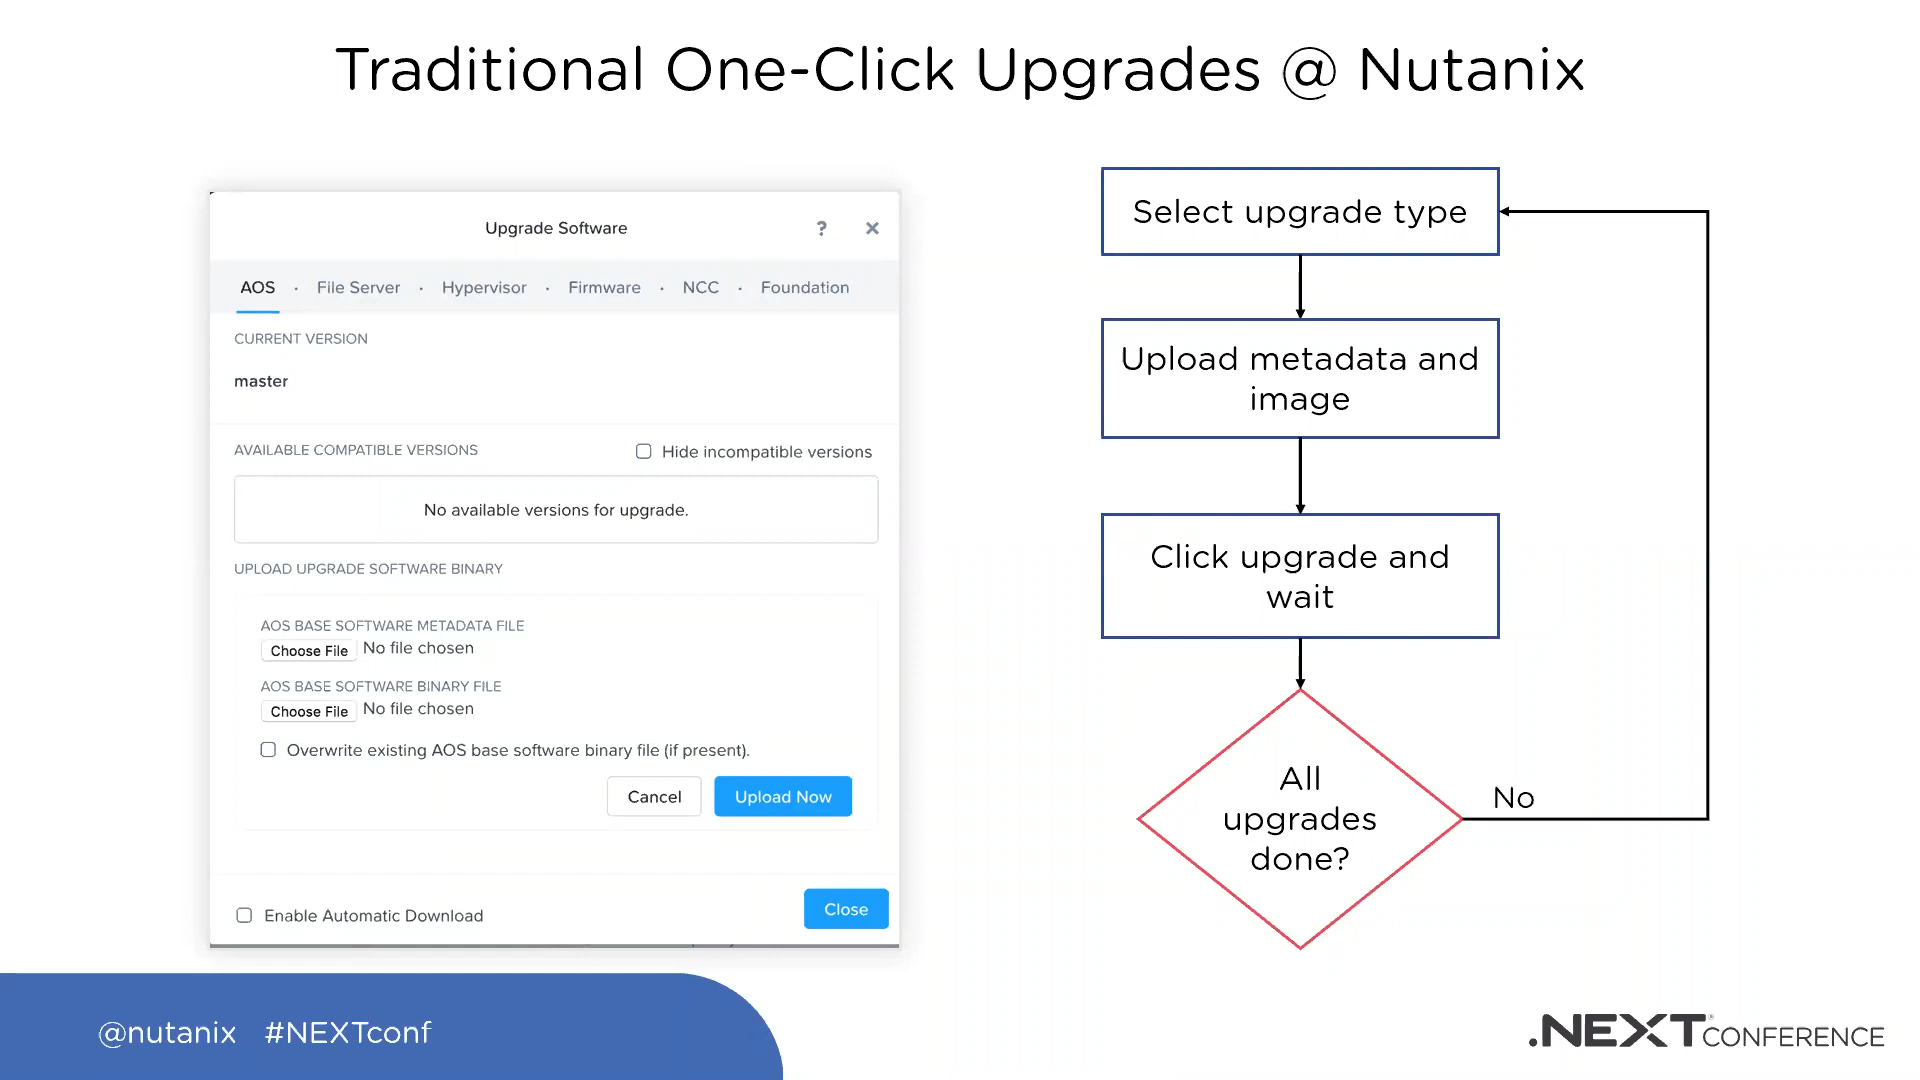 Traditional One-Click Upgrades @ Nutanix
Upgrade Software ? ×
AOS · File Server · Hypervisor · Firmware · NCC · Foundation
CURRENT VERSION
master
AVAILABLE COMPATIBLE VERSIONS
Hide incompatible versions
No available versions for upgrade.
UPLOAD UPGRADE SOFTWARE BINARY
AOS BASE SOFTWARE METADATA FILE
Choose File No file chosen
AOS BASE SOFTWARE BINARY FILE
Choose File No file chosen
Overwrite existing AOS base software binary file (if present).
Cancel Upload Now
Enable Automatic Download
Close
Select upgrade type
Upload metadata and
image
Click upgrade and
wait
All
upgrades
done?
No
@nutanix #NEXTconf
.NEXT CONFERENCE